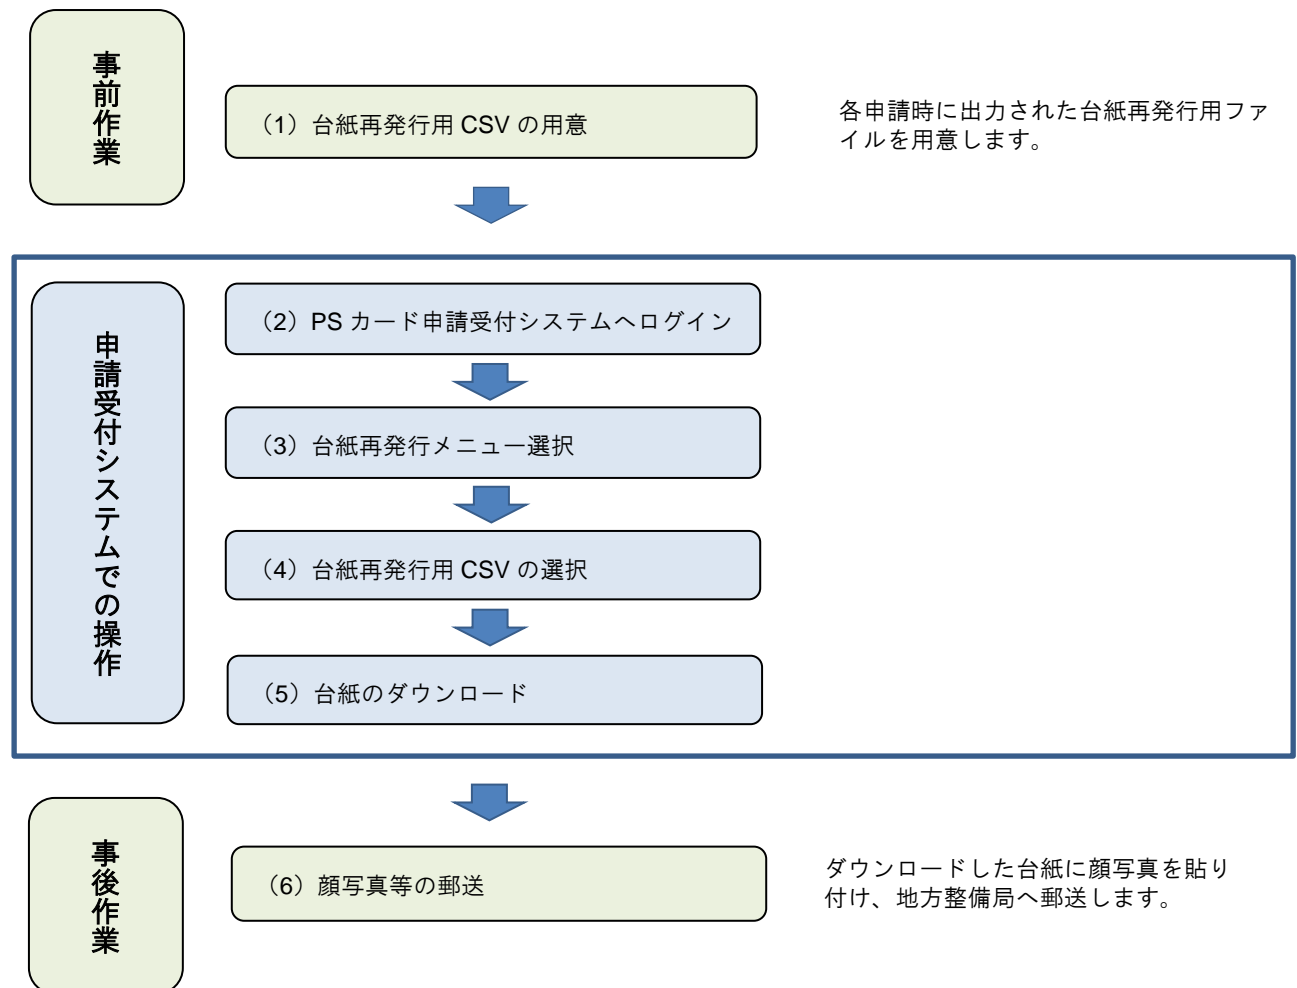 事前作業
（1）台紙再発行用 CSV の用意
各申請時に出力された台紙再発行用ファ
イルを用意します。
申請受付システムでの操作
（2）PS カード申請受付システムへログイン
（3）台紙再発行メニュー選択
（4）台紙再発行用 CSV の選択
（5）台紙のダウンロード
事後作業
（6）顔写真等の郵送
ダウンロードした台紙に顔写真を貼り
付け、地方整備局へ郵送します。